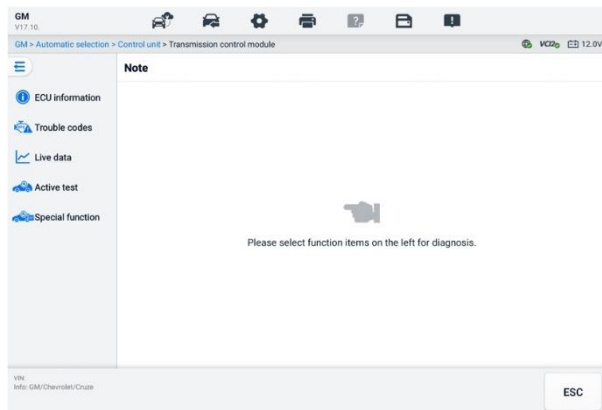 GM
V17.10.
GM > Automatic selection > Control unit > Transmission control module
VCI 12.0V
Note
ECU information
Trouble codes
Live data
Active test
Special function
Please select function items on the left for diagnosis.
VIN:
Info: GM/Chevrolet/Cruze
ESC